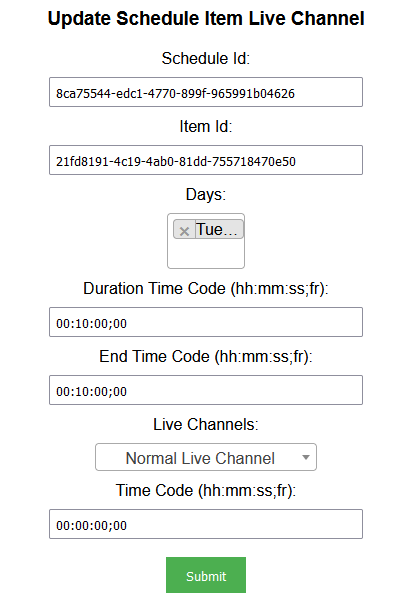 Update Schedule Item Live Channel
Schedule Id:
8ca75544-edc1-4770-899f-965991b04626
Item Id:
21fd8191-4c19-4ab0-81dd-755718470e50
Days:
× Tue...
Duration Time Code (hh:mm:ss;fr):
00:10:00;00
End Time Code (hh:mm:ss;fr):
00:10:00;00
Live Channels:
Normal Live Channel
Time Code (hh:mm:ss;fr):
00:00:00;00
Submit